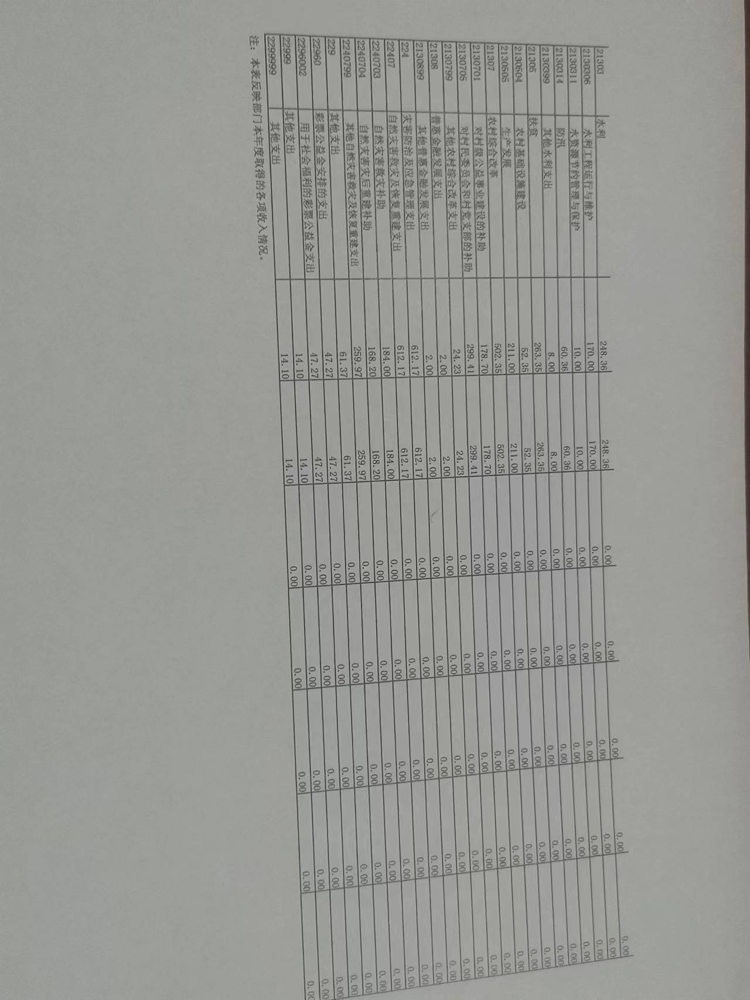 21303 水利 248.36 248.36 0.00 0.00 0.00 0.00 0.00
2130306 水利工程运行与维护 170.00 170.00 0.00 0.00 0.00 0.00 0.00
2130311 水资源节约管理与保护 10.00 10.00 0.00 0.00 0.00 0.00 0.00
2130314 防汛 60.36 60.36 0.00 0.00 0.00 0.00 0.00
2130399 其他水利支出 8.00 8.00 0.00 0.00 0.00 0.00 0.00
21305 扶贫 263.35 263.35 0.00 0.00 0.00 0.00 0.00
2130504 农村基础设施建设 52.35 52.35 0.00 0.00 0.00 0.00 0.00
2130505 生产发展 211.00 211.00 0.00 0.00 0.00 0.00 0.00
21307 农村综合改革 502.35 502.35 0.00 0.00 0.00 0.00 0.00
2130701 对村级公益事业建设的补助 178.70 178.70 0.00 0.00 0.00 0.00 0.00
2130705 对村民委员会和村党支部的补助 299.41 299.41 0.00 0.00 0.00 0.00 0.00
2130799 其他农村综合改革支出 24.23 24.23 0.00 0.00 0.00 0.00 0.00
21308 普惠金融发展支出 2.00 2.00 0.00 0.00 0.00 0.00 0.00
2130899 其他普惠金融发展支出 2.00 2.00 0.00 0.00 0.00 0.00 0.00
224 灾害防治及应急管理支出 612.17 612.17 0.00 0.00 0.00 0.00 0.00
22407 自然灾害救灾及恢复重建支出 612.17 612.17 0.00 0.00 0.00 0.00 0.00
2240703 自然灾害救灾补助 184.00 184.00 0.00 0.00 0.00 0.00 0.00
2240704 自然灾害灾后重建补助 168.20 168.20 0.00 0.00 0.00 0.00 0.00
2240799 其他自然灾害救灾及恢复重建支出 259.97 259.97 0.00 0.00 0.00 0.00 0.00
229 其他支出 61.37 61.37 0.00 0.00 0.00 0.00 0.00
22960 彩票公益金安排的支出 47.27 47.27 0.00 0.00 0.00 0.00 0.00
2296002 用于社会福利的彩票公益金支出 47.27 47.27 0.00 0.00 0.00 0.00 0.00
22999 其他支出 14.10 14.10 0.00 0.00 0.00 0.00 0.00
2299999 其他支出 14.10 14.10 0.00 0.00 0.00 0.00 0.00
注：本表反映部门本年度取得的各项收入情况。